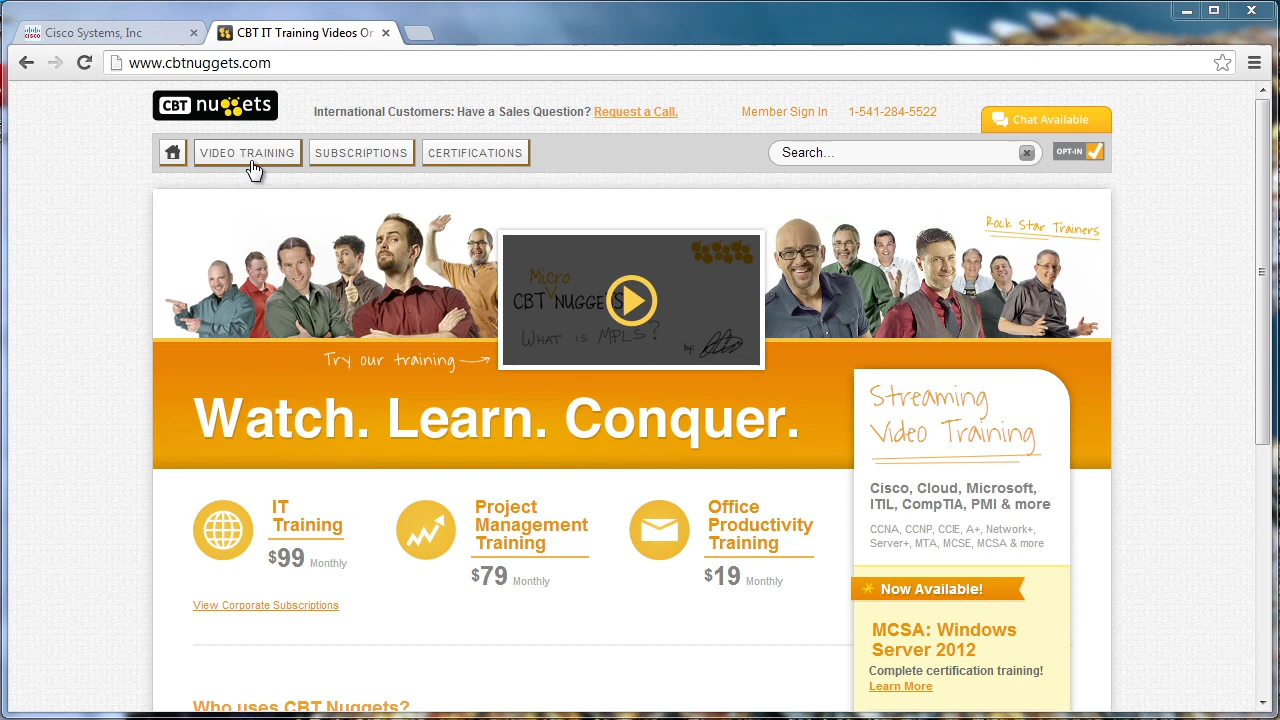 Cisco Systems, Inc
CBT IT Training Videos On
www.cbtnuggets.com
CBT nuggets
International Customers: Have a Sales Question? Request a Call.
Member Sign In
1-541-284-5522
Chat Available
VIDEO TRAINING
SUBSCRIPTIONS
CERTIFICATIONS
Search...
OPT-IN
Rock Star Trainers
Micro
CBT NUGGETS
WHAT IS MPLS?
by
Try our training
Watch. Learn. Conquer.
Streaming
Video Training
Cisco, Cloud, Microsoft,
ITIL, CompTIA, PMI & more
CCNA, CCNP, CCIE, A+, Network+,
Server+, MTA, MCSE, MCSA & more
IT
Training
$99 Monthly
Project
Management
Training
$79 Monthly
Office
Productivity
Training
$19 Monthly
View Corporate Subscriptions
Now Available!
MCSA: Windows
Server 2012
Complete certification training!
Learn More
Who uses CBT Nuggets?